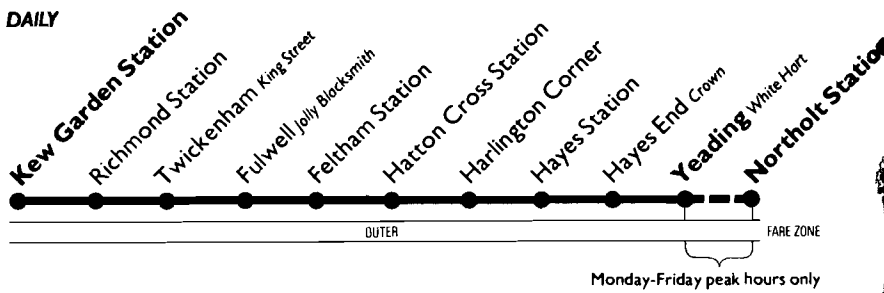 DAILY
Kew Garden Station
Richmond Station
Twickenham King Street
Fulwell Jolly Blacksmith
Feltham Station
Hatton Cross Station
Harlington Corner
Hayes Station
Hayes End Crown
Yeading White Hart
Northolt Station
OUTER
FARE ZONE
Monday-Friday peak hours only